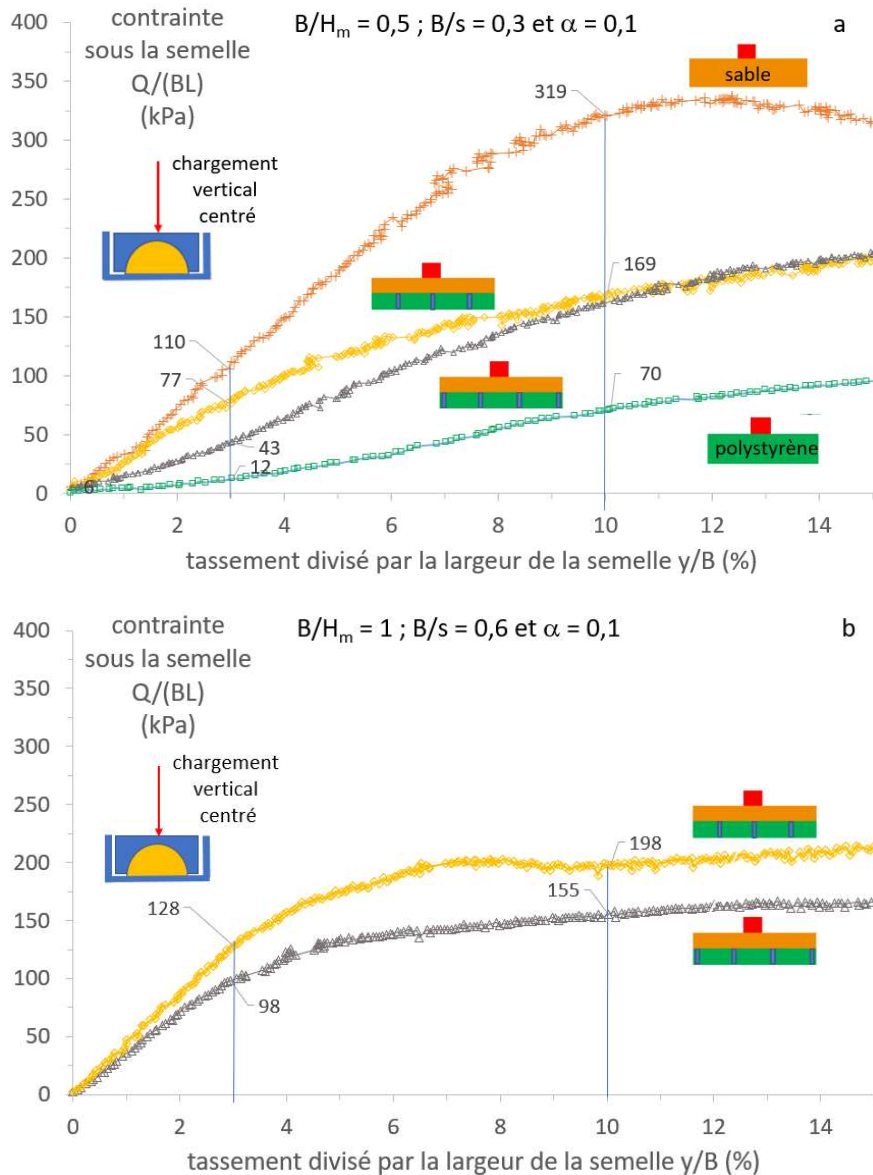 B/Hm = 0,5 ; B/s = 0,3 et α = 0,1
a
contrainte
sous la semelle
Q/(BL)
(kPa)
chargement
vertical
centré
sable
polystyrène
400
350
300
250
200
150
100
50
0
319
169
110
77
70
43
12
6
0 2 4 6 8 10 12 14
tassement divisé par la largeur de la semelle y/B (%)
B/Hm = 1 ; B/s = 0,6 et α = 0,1
b
contrainte
sous la semelle
Q/(BL)
(kPa)
chargement
vertical
centré
400
350
300
250
200
150
100
50
0
198
155
128
98
0 2 4 6 8 10 12 14
tassement divisé par la largeur de la semelle y/B (%)